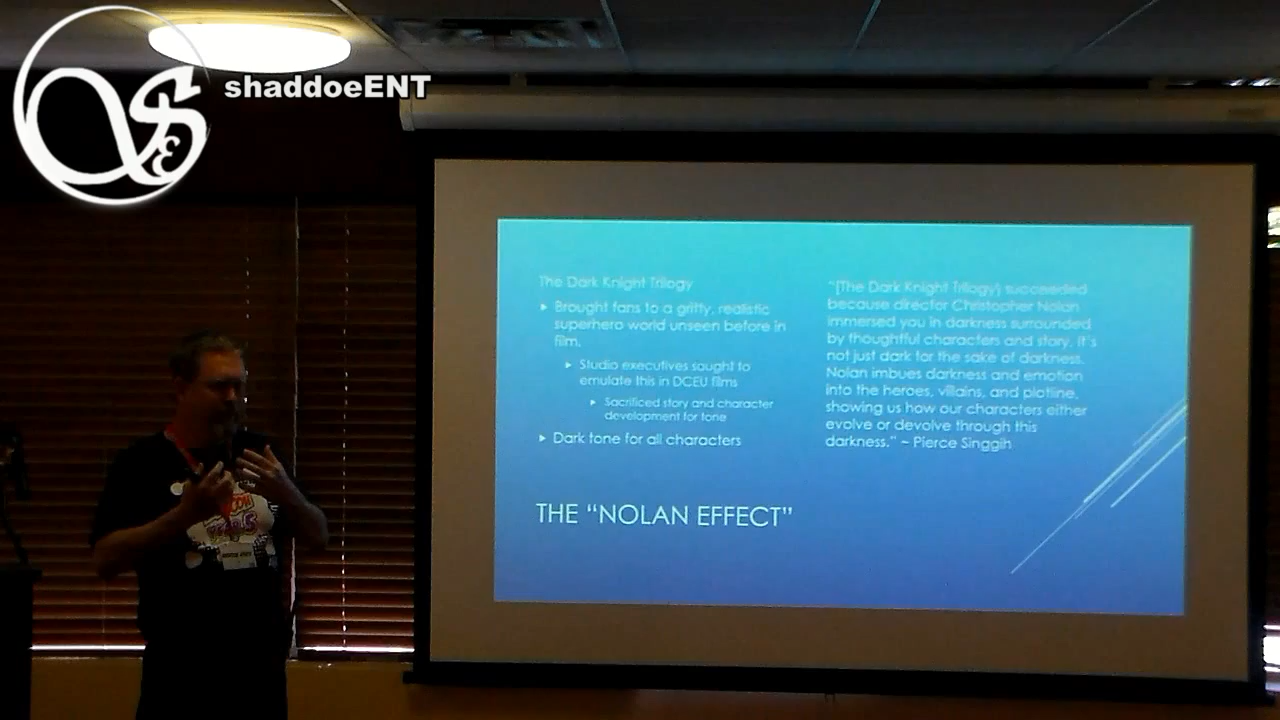 shaddoeENT
The Dark Knight Trilogy
Brought fans to a gritty, realistic
superhero world unseen before in
film.
Studio executives sought to
emulate this in DCEU films
Sacrificed story and character
development for tone
Dark tone for all characters
"[The Dark Knight Trilogy] succeeded
because director Christopher Nolan
immersed you in darkness surrounded
by thoughtful characters and story. It's
not just dark for the sake of darkness.
Nolan imbues darkness and emotion
into the heroes, villains, and plotline,
showing us how our characters either
evolve or devolve through this
darkness." ~ Pierce Singgih
THE "NOLAN EFFECT"